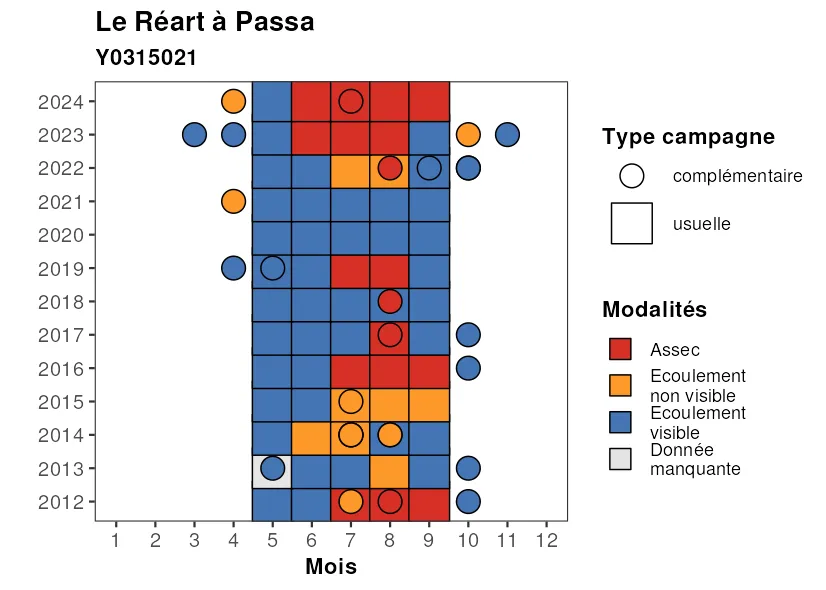 Le Réart à Passa
Y0315021
2024
2023
2022
2021
2020
2019
2018
2017
2016
2015
2014
2013
2012
1 2 3 4 5 6 7 8 9 10 11 12
Mois
Type campagne
complémentaire
usuelle
Modalités
Assec
Ecoulement
non visible
Ecoulement
visible
Donnée
manquante